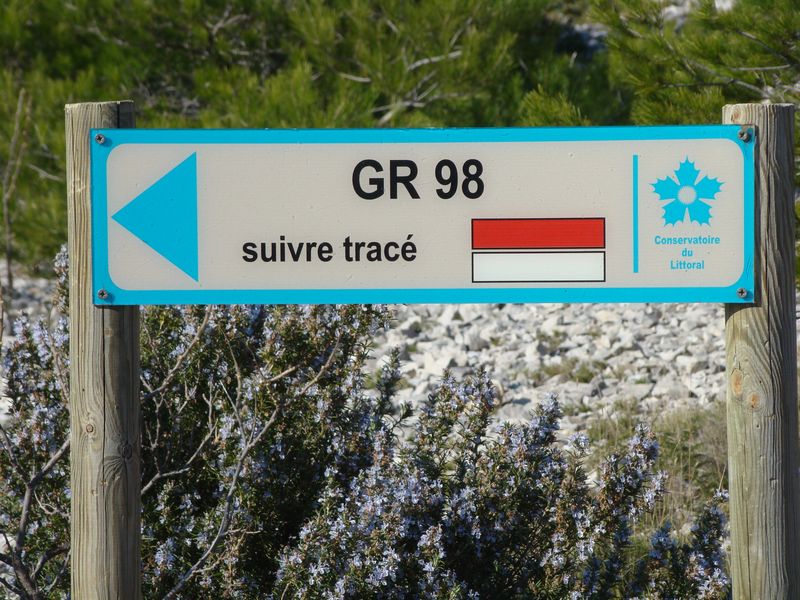 GR 98
suivre tracé
Conservatoire
du
Littoral